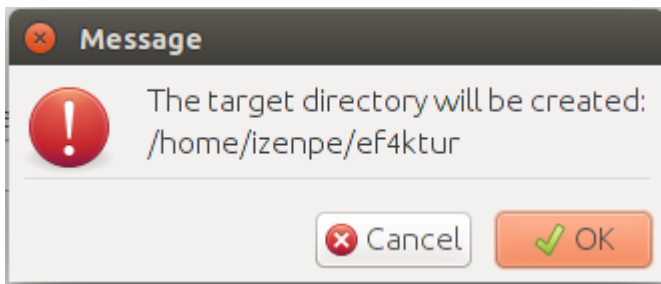 Message
The target directory will be created:
/home/izenpe/ef4ktur
Cancel
OK